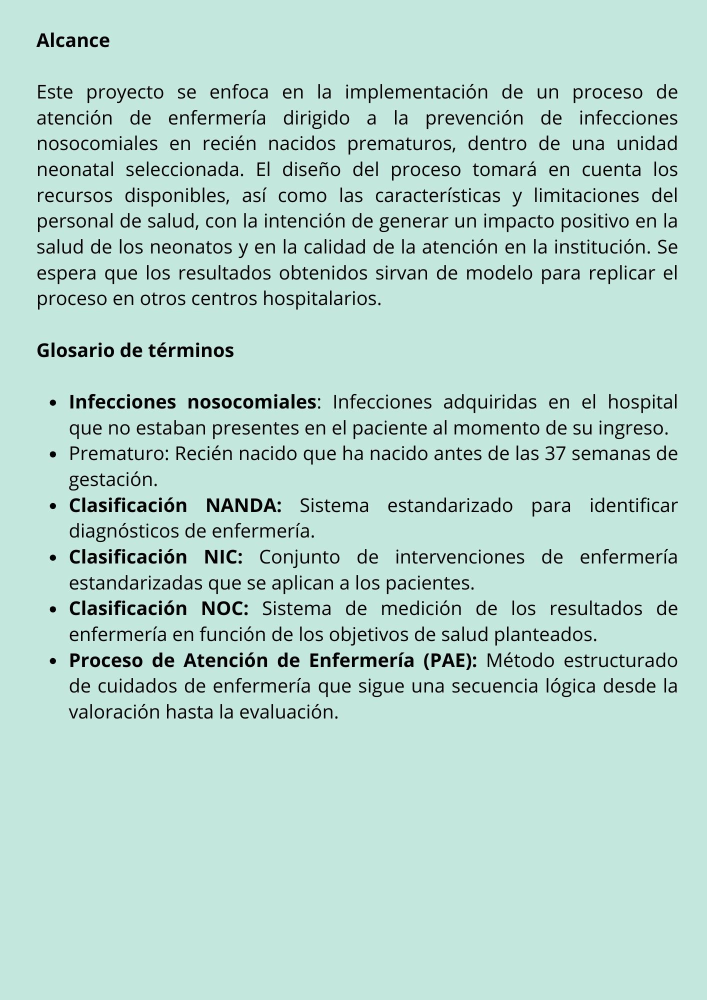 Alcance
Este proyecto se enfoca en la implementación de un proceso de
atención de enfermería dirigido a la prevención de infecciones
nosocomiales en recién nacidos prematuros, dentro de una unidad
neonatal seleccionada. El diseño del proceso tomará en cuenta los
recursos disponibles, así como las características y limitaciones del
personal de salud, con la intención de generar un impacto positivo en la
salud de los neonatos y en la calidad de la atención en la institución. Se
espera que los resultados obtenidos sirvan de modelo para replicar el
proceso en otros centros hospitalarios.
Glosario de términos
• Infecciones nosocomiales: Infecciones adquiridas en el hospital
que no estaban presentes en el paciente al momento de su ingreso.
• Prematuro: Recién nacido que ha nacido antes de las 37 semanas de
gestación.
• Clasificación NANDA: Sistema estandarizado para identificar
diagnósticos de enfermería.
• Clasificación NIC: Conjunto de intervenciones de enfermería
estandarizadas que se aplican a los pacientes.
• Clasificación NOC: Sistema de medición de los resultados de
enfermería en función de los objetivos de salud planteados.
• Proceso de Atención de Enfermería (PAE): Método estructurado
de cuidados de enfermería que sigue una secuencia lógica desde la
valoración hasta la evaluación.